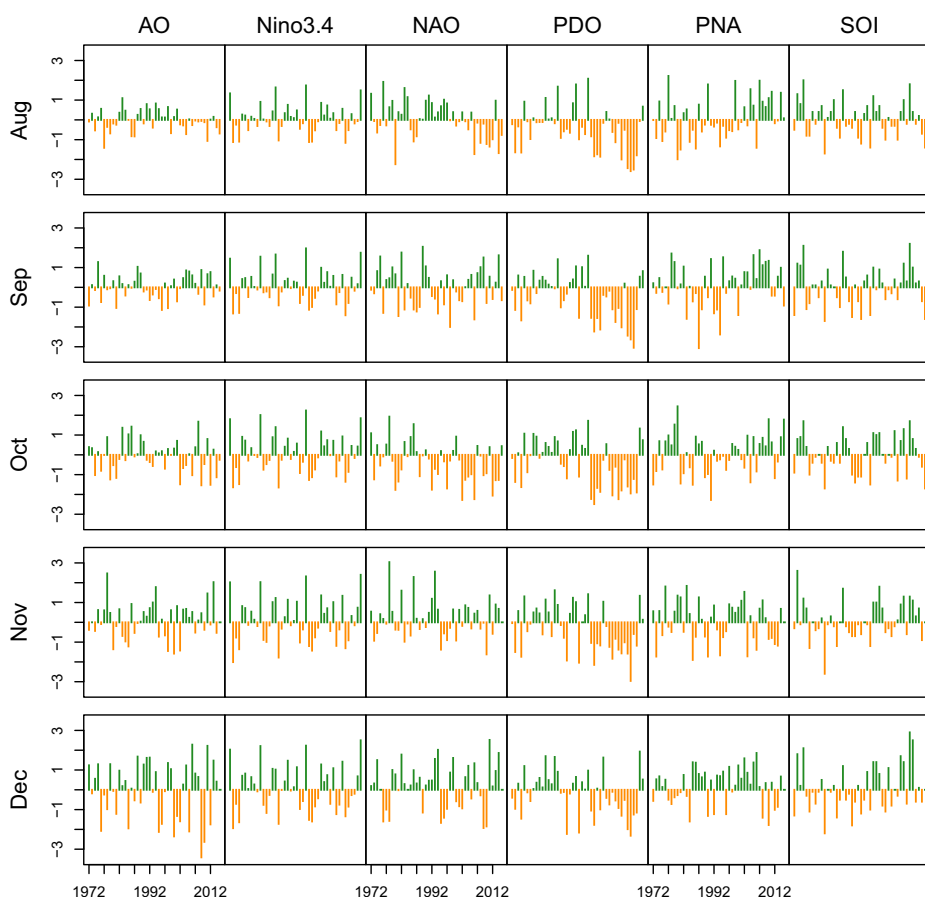 AO Nino3.4 NAO PDO PNA SOI
Aug 3 1 -1 -3
Sep 3 1 -1 -3
Oct 3 1 -1 -3
Nov 3 1 -1 -3
Dec 3 1 -1 -3
1972 1992 2012 1972 1992 2012 1972 1992 2012